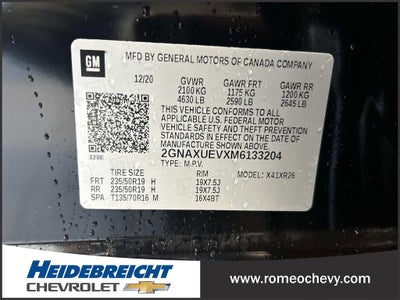 GM
MFD BY GENERAL MOTORS OF CANADA COMPANY
12/20 GVWR GAWR FRT GAWR RR
2100 KG 1175 KG 1200 KG
4630 LB 2590 LB 2645 LB
THIS VEHICLE CONFORMS TO ALL
APPLICABLE U.S. FEDERAL MOTOR
VEHICLE SAFETY AND THEFT PREVENTION
STANDARDS IN EFFECT ON THE DATE OF
MANUFACTURE SHOWN ABOVE.
32SE 2GNAXUEVXM6133204
TYPE: M.P.V. MODEL: X41XR26
TIRE SIZE RIM
FRT 235/50R19 H 19X7.5J
RR 235/50R19 H 19X7.5J
SPA T135/70R16 M 16X4BT
HEIDEBREICHT
CHEVROLET
www.romeochevy.com